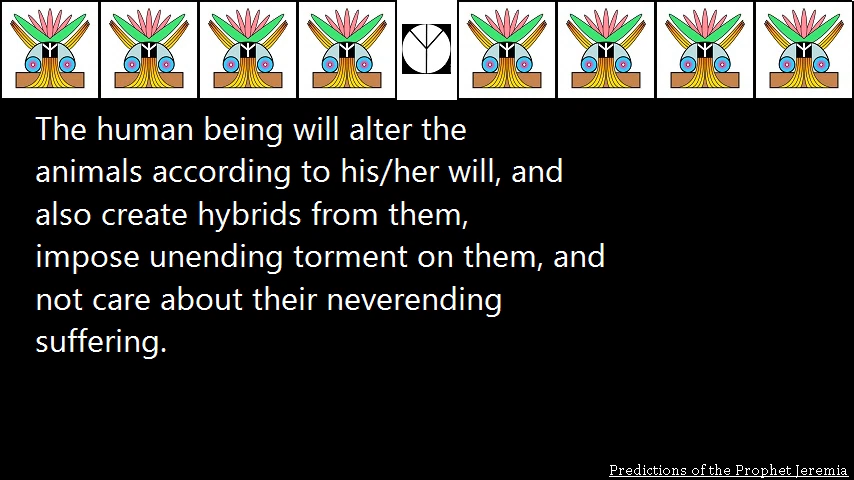 The human being will alter the
animals according to his/her will, and
also create hybrids from them,
impose unending torment on them, and
not care about their neverending
suffering.
Predictions of the Prophet Jeremia